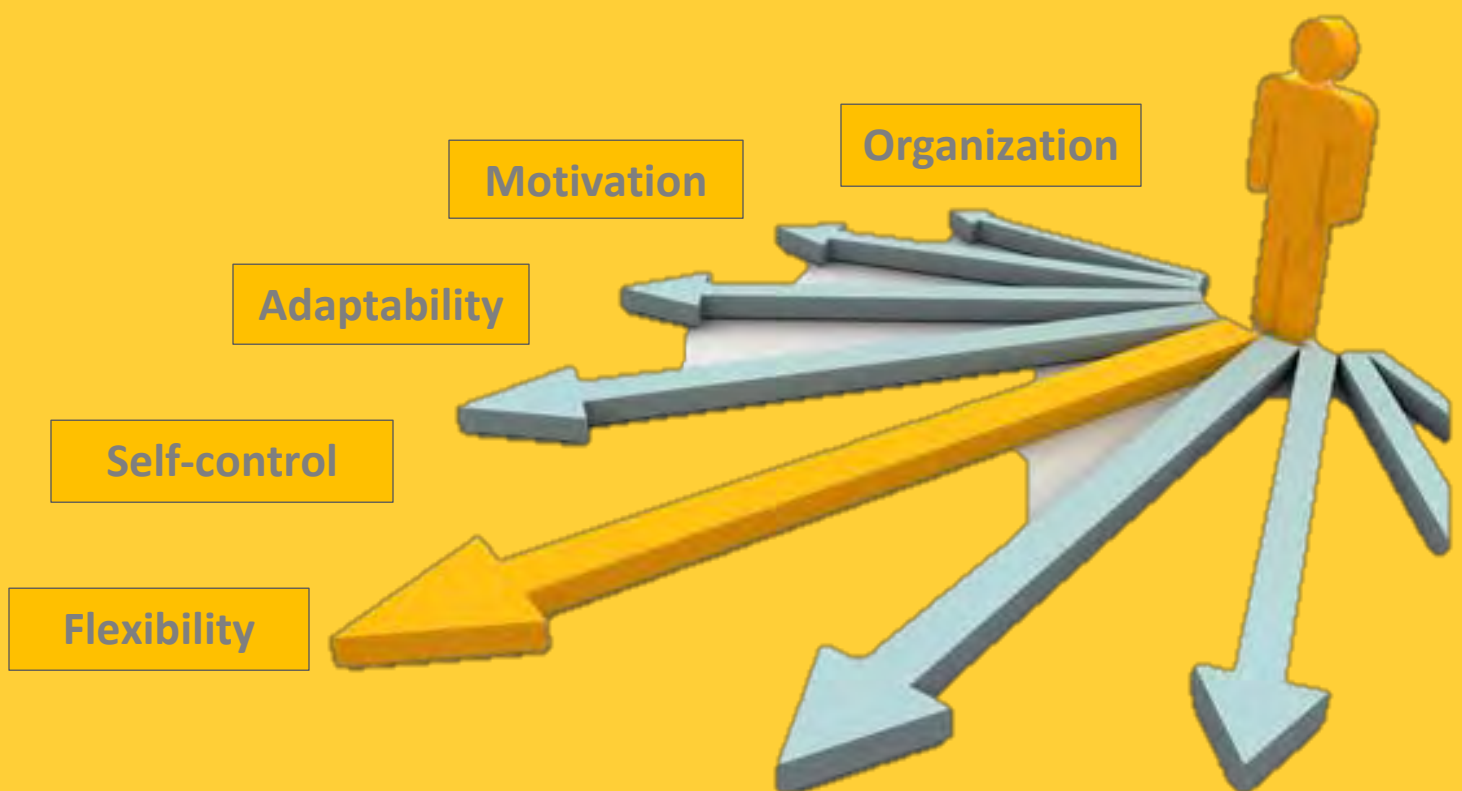 Organization
Motivation
Adaptability
Self-control
Flexibility